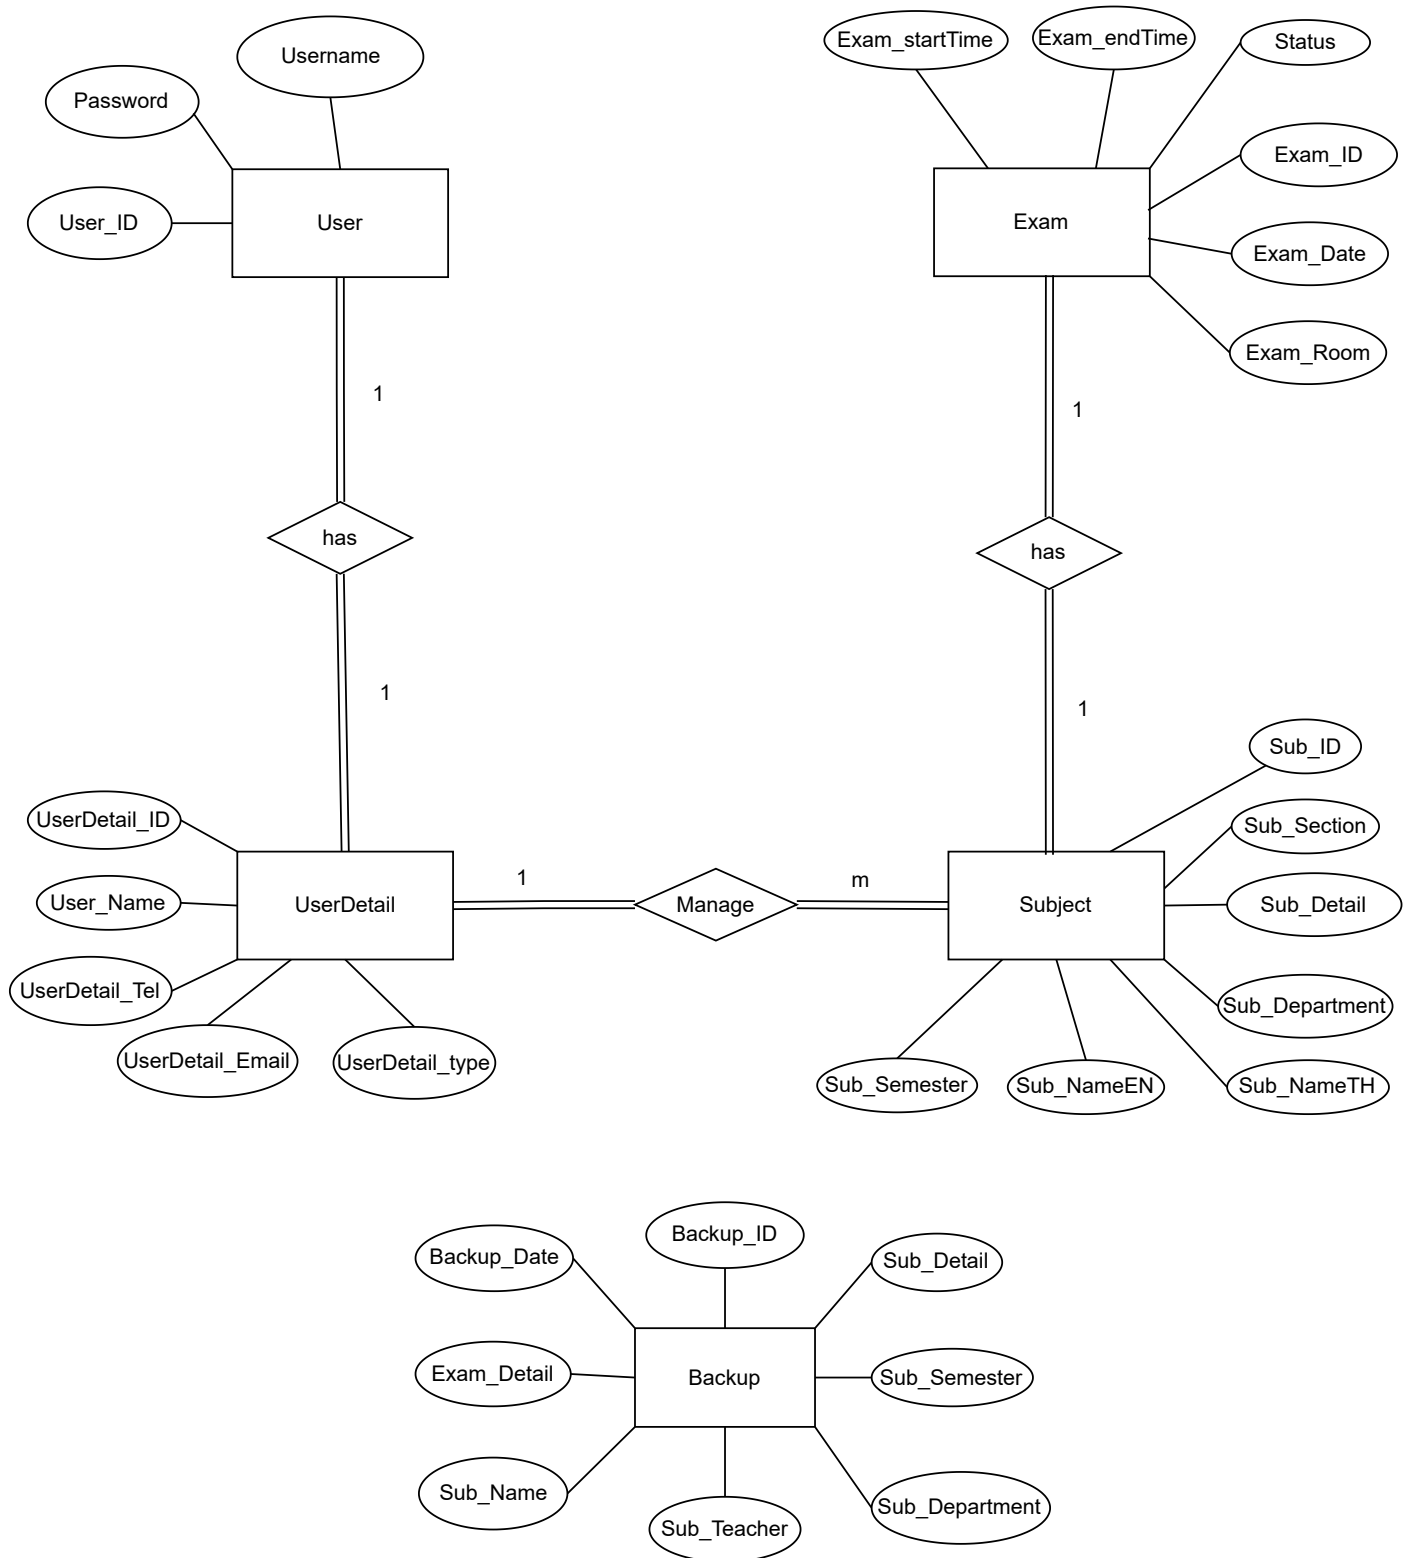 Username
Password
User_ID
User
Exam_startTime
Exam_endTime
Status
Exam_ID
Exam
Exam_Date
Exam_Room
1
1
has
has
1
1
Sub_ID
UserDetail_ID
Sub_Section
User_Name
UserDetail
1
Manage
m
Subject
Sub_Detail
UserDetail_Tel
Sub_Department
UserDetail_Email
UserDetail_type
Sub_Semester
Sub_NameEN
Sub_NameTH
Backup_Date
Backup_ID
Sub_Detail
Exam_Detail
Backup
Sub_Semester
Sub_Name
Sub_Teacher
Sub_Department